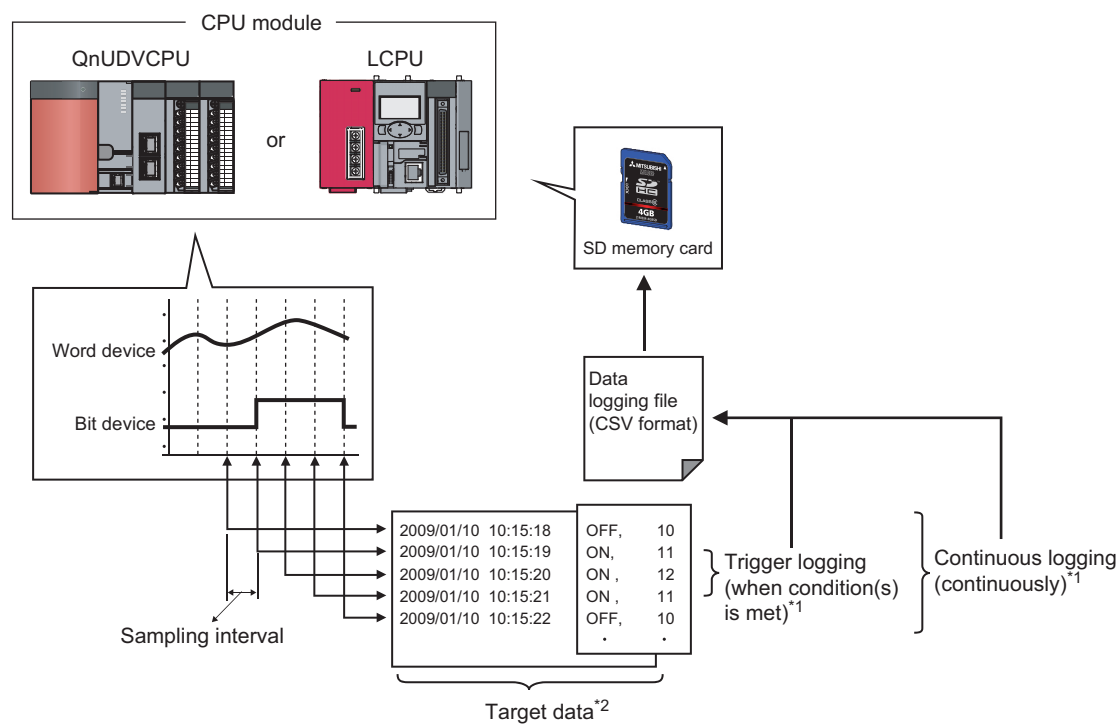 CPU module
QnUDVCPU
LCPU
or
MITSUBISHI
SD
HC
4GB
SD memory card
Word device
Bit device
Data
logging file
(CSV format)
2009/01/10 10:15:18 OFF, 10
2009/01/10 10:15:19 ON, 11
2009/01/10 10:15:20 ON , 12
2009/01/10 10:15:21 ON , 11
2009/01/10 10:15:22 OFF, 10
Trigger logging
(when condition(s)
is met)*1
Continuous logging
(continuously)*1
Sampling interval
Target data*2